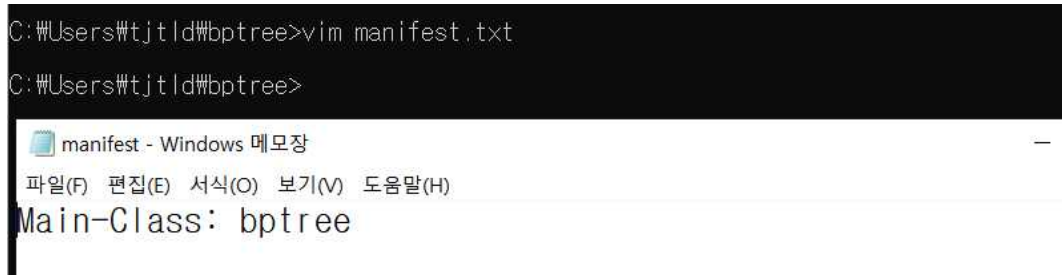 C:₩Users₩tjtld₩bptree>vim manifest.txt
C:₩Users₩tjtld₩bptree>
manifest - Windows 메모장
파일(F) 편집(E) 서식(O) 보기(V) 도움말(H)
Main-Class: bptree